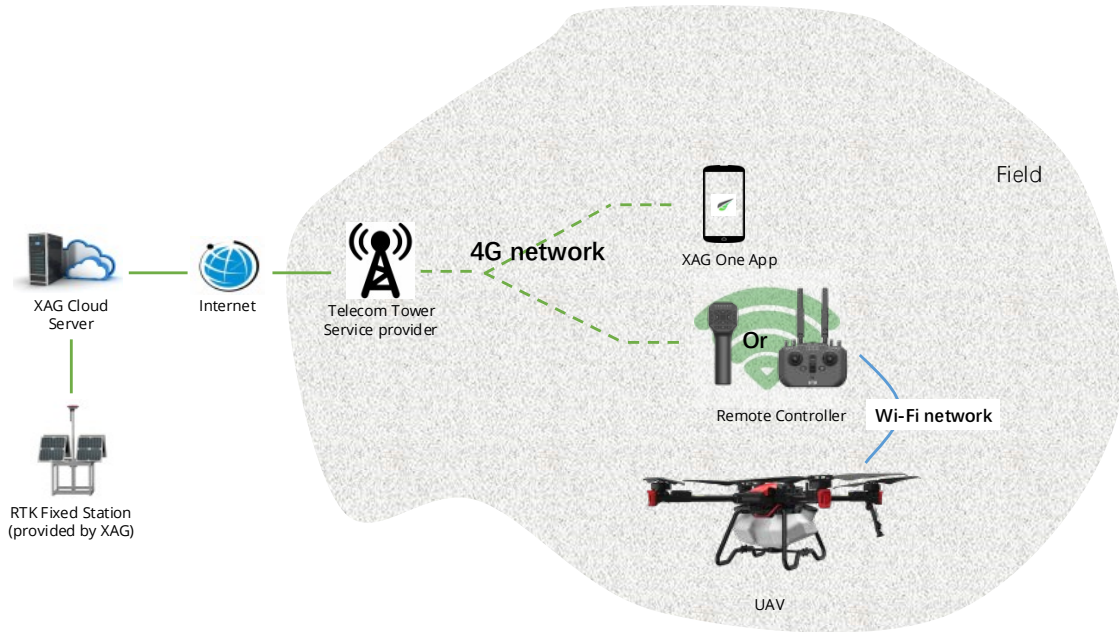 Field
4G network
XAG One App
XAG Cloud
Server
Internet
Telecom Tower
Service provider
Or
Remote Controller
Wi-Fi network
RTK Fixed Station
(provided by XAG)
UAV